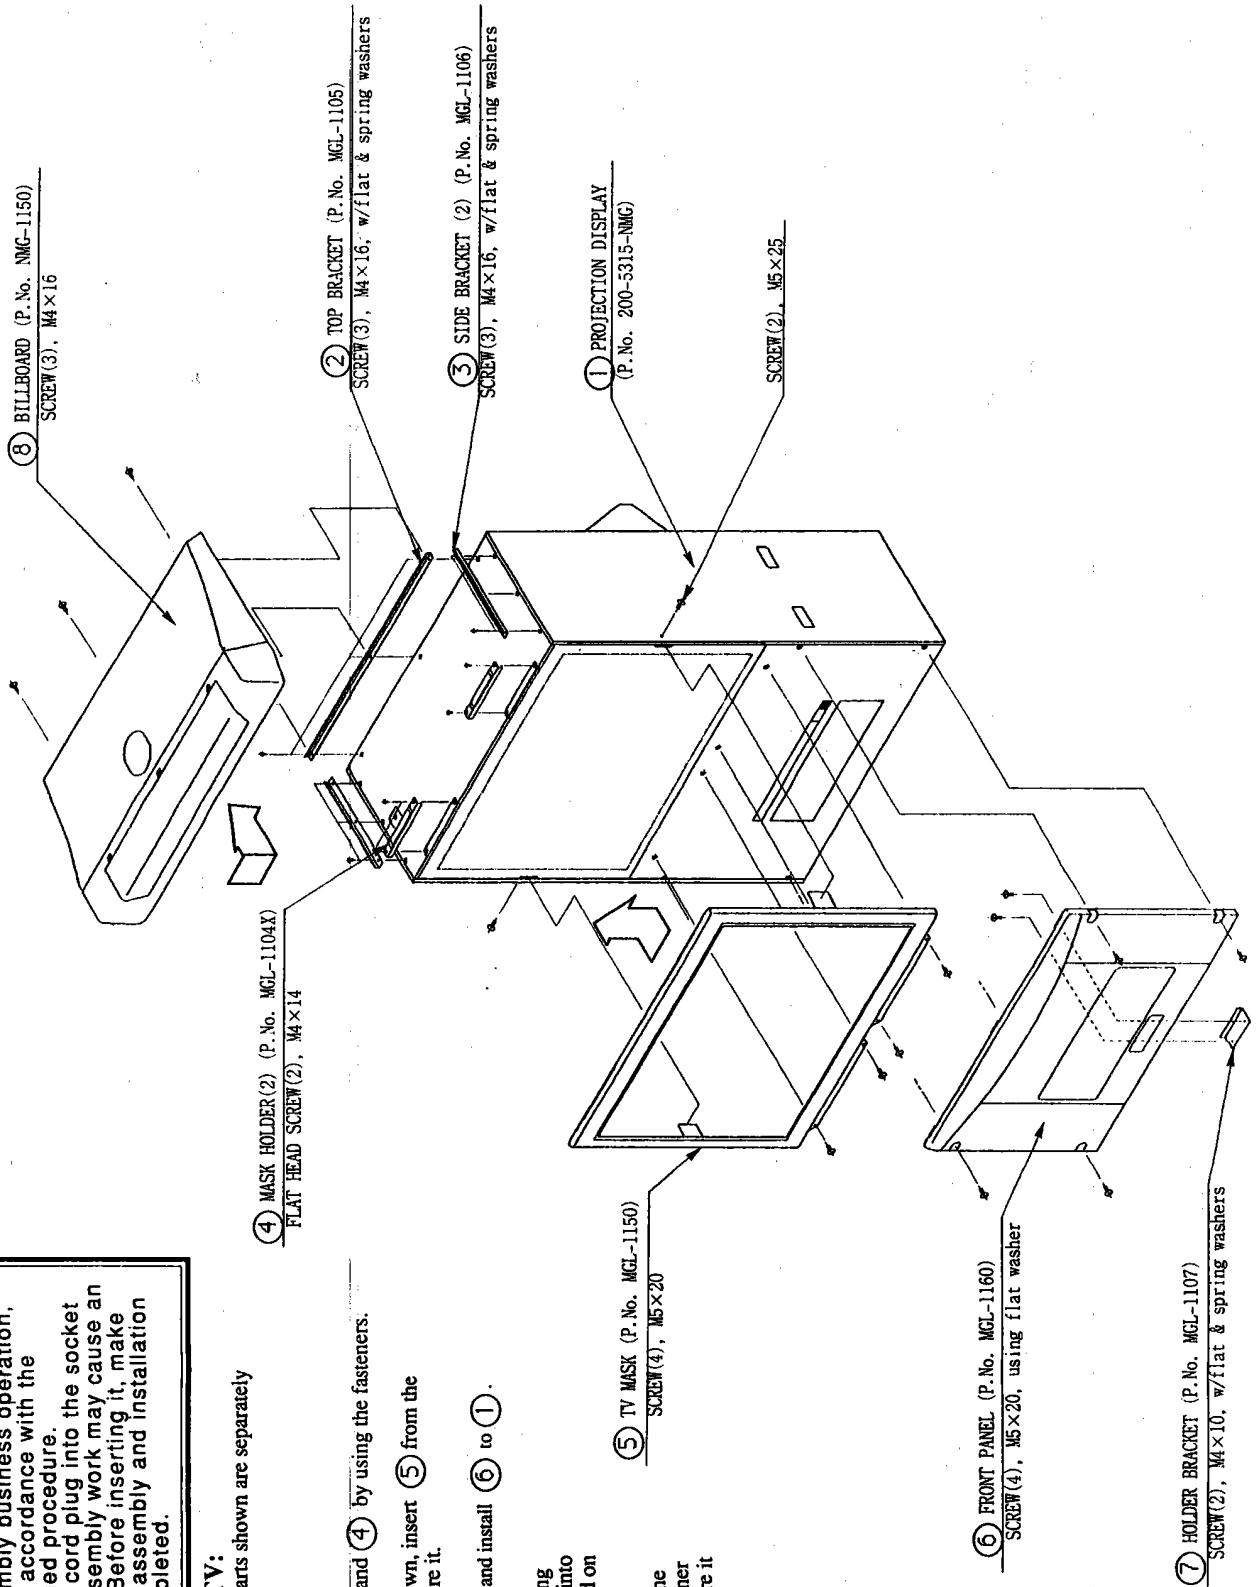 mbly business operation,
accordance with the
ed procedure.
cord plug into the socket
sembly work may cause an
Before inserting it, make
assembly and installation
pleted.
TV:
arts shown are separately
and ④ by using the fasteners.
wn, insert ⑤ from the
re it.
and install ⑥ to ①.
ng
into
d on
ne
ner
re it
⑧ BILLBOARD (P.No. NMG-1150)
SCREW(3), M4×16
④ MASK HOLDER(2) (P.No. MGL-1104X)
FLAT HEAD SCREW(2), M4×14
② TOP BRACKET (P.No. MGL-1105)
SCREW(3), M4×16, w/flat & spring washers
③ SIDE BRACKET (2) (P.No. MGL-1106)
SCREW(3), M4×16, w/flat & spring washers
① PROJECTION DISPLAY
(P.No. 200-5315-NMG)
SCREW(2), M5×25
⑤ TV MASK (P.No. MGL-1150)
SCREW(4), M5×20
⑥ FRONT PANEL (P.No. MGL-1160)
SCREW(4), M5×20, using flat washer
⑦ HOLDER BRACKET (P.No. MGL-1107)
SCREW(2), M4×10, w/flat & spring washers